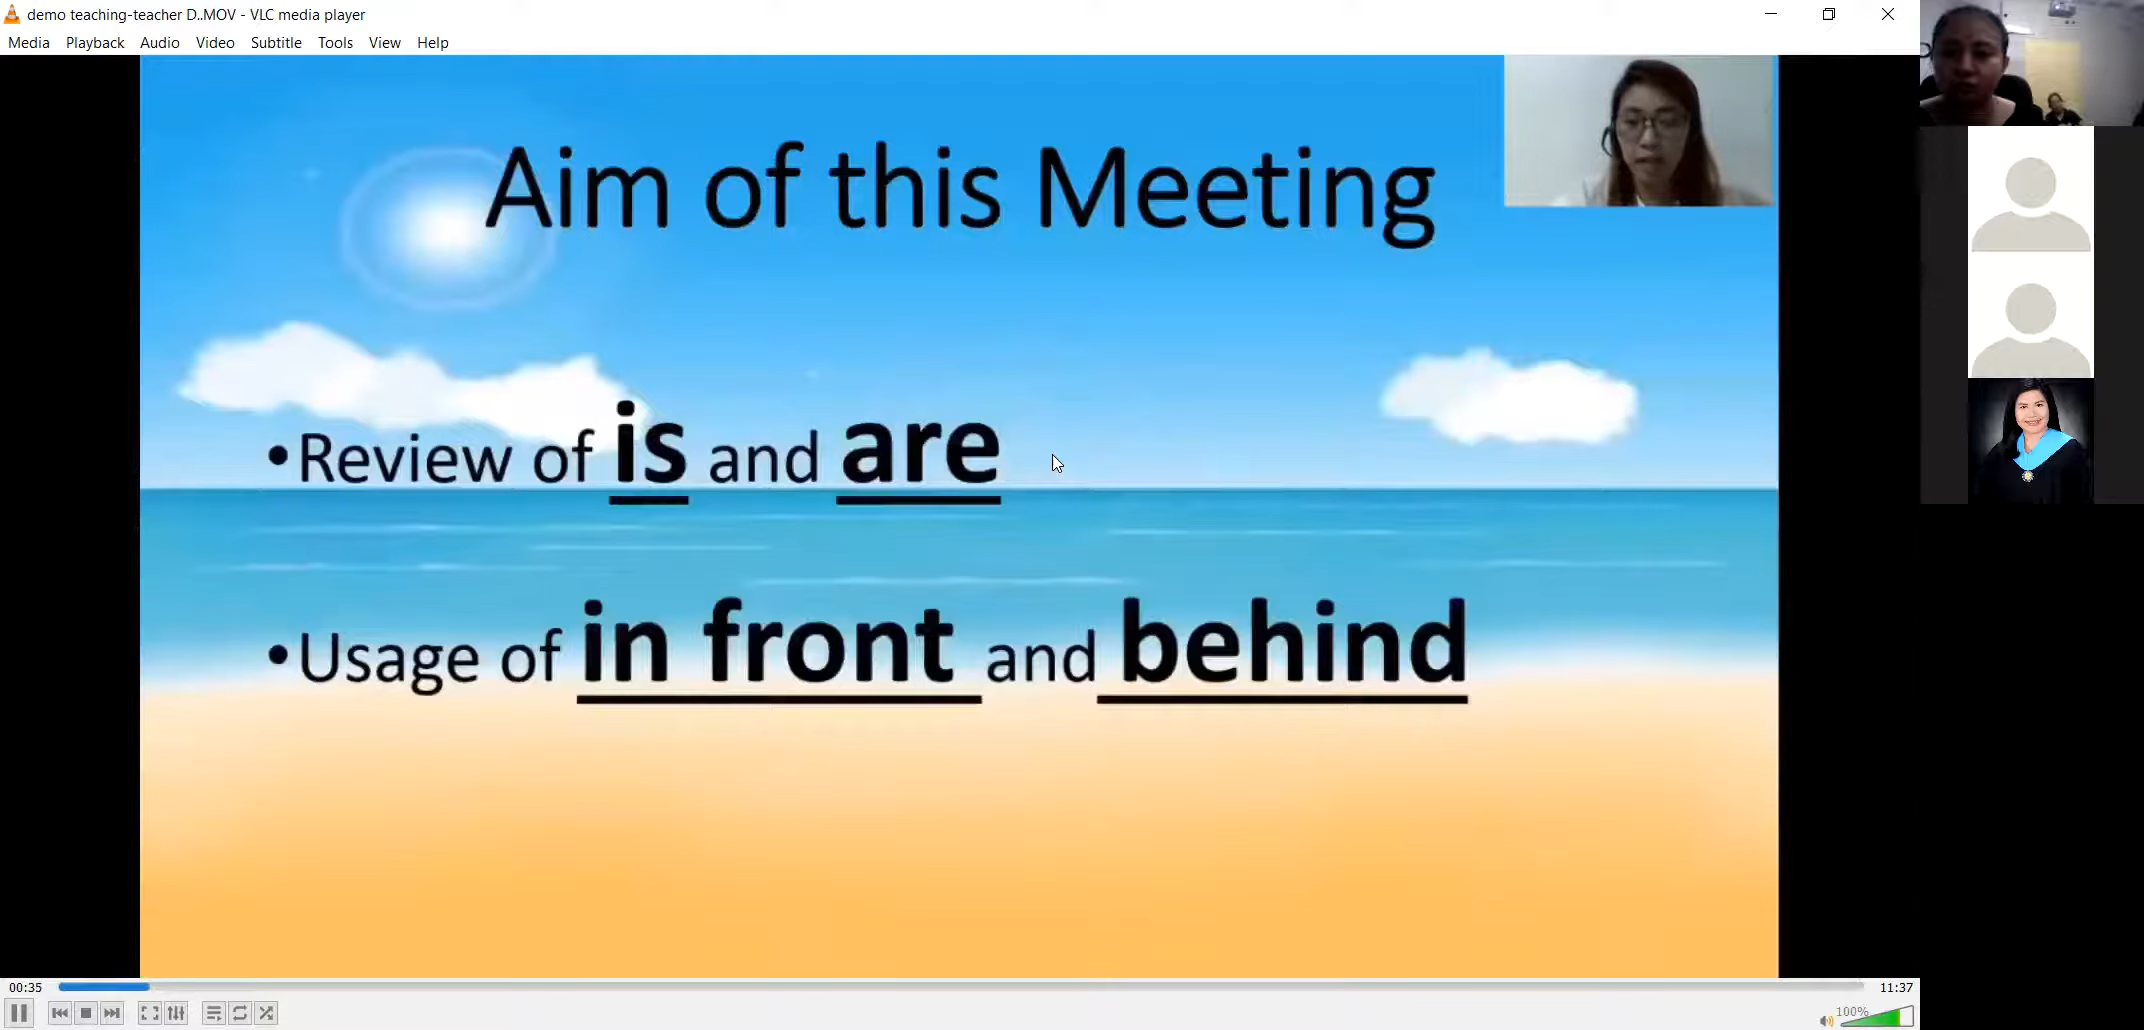 demo teaching-teacher D..MOV - VLC media player
Media Playback Audio Video Subtitle Tools View Help
Aim of this Meeting
•Review of is and are
•Usage of in front and behind
00:35
11:37
100%